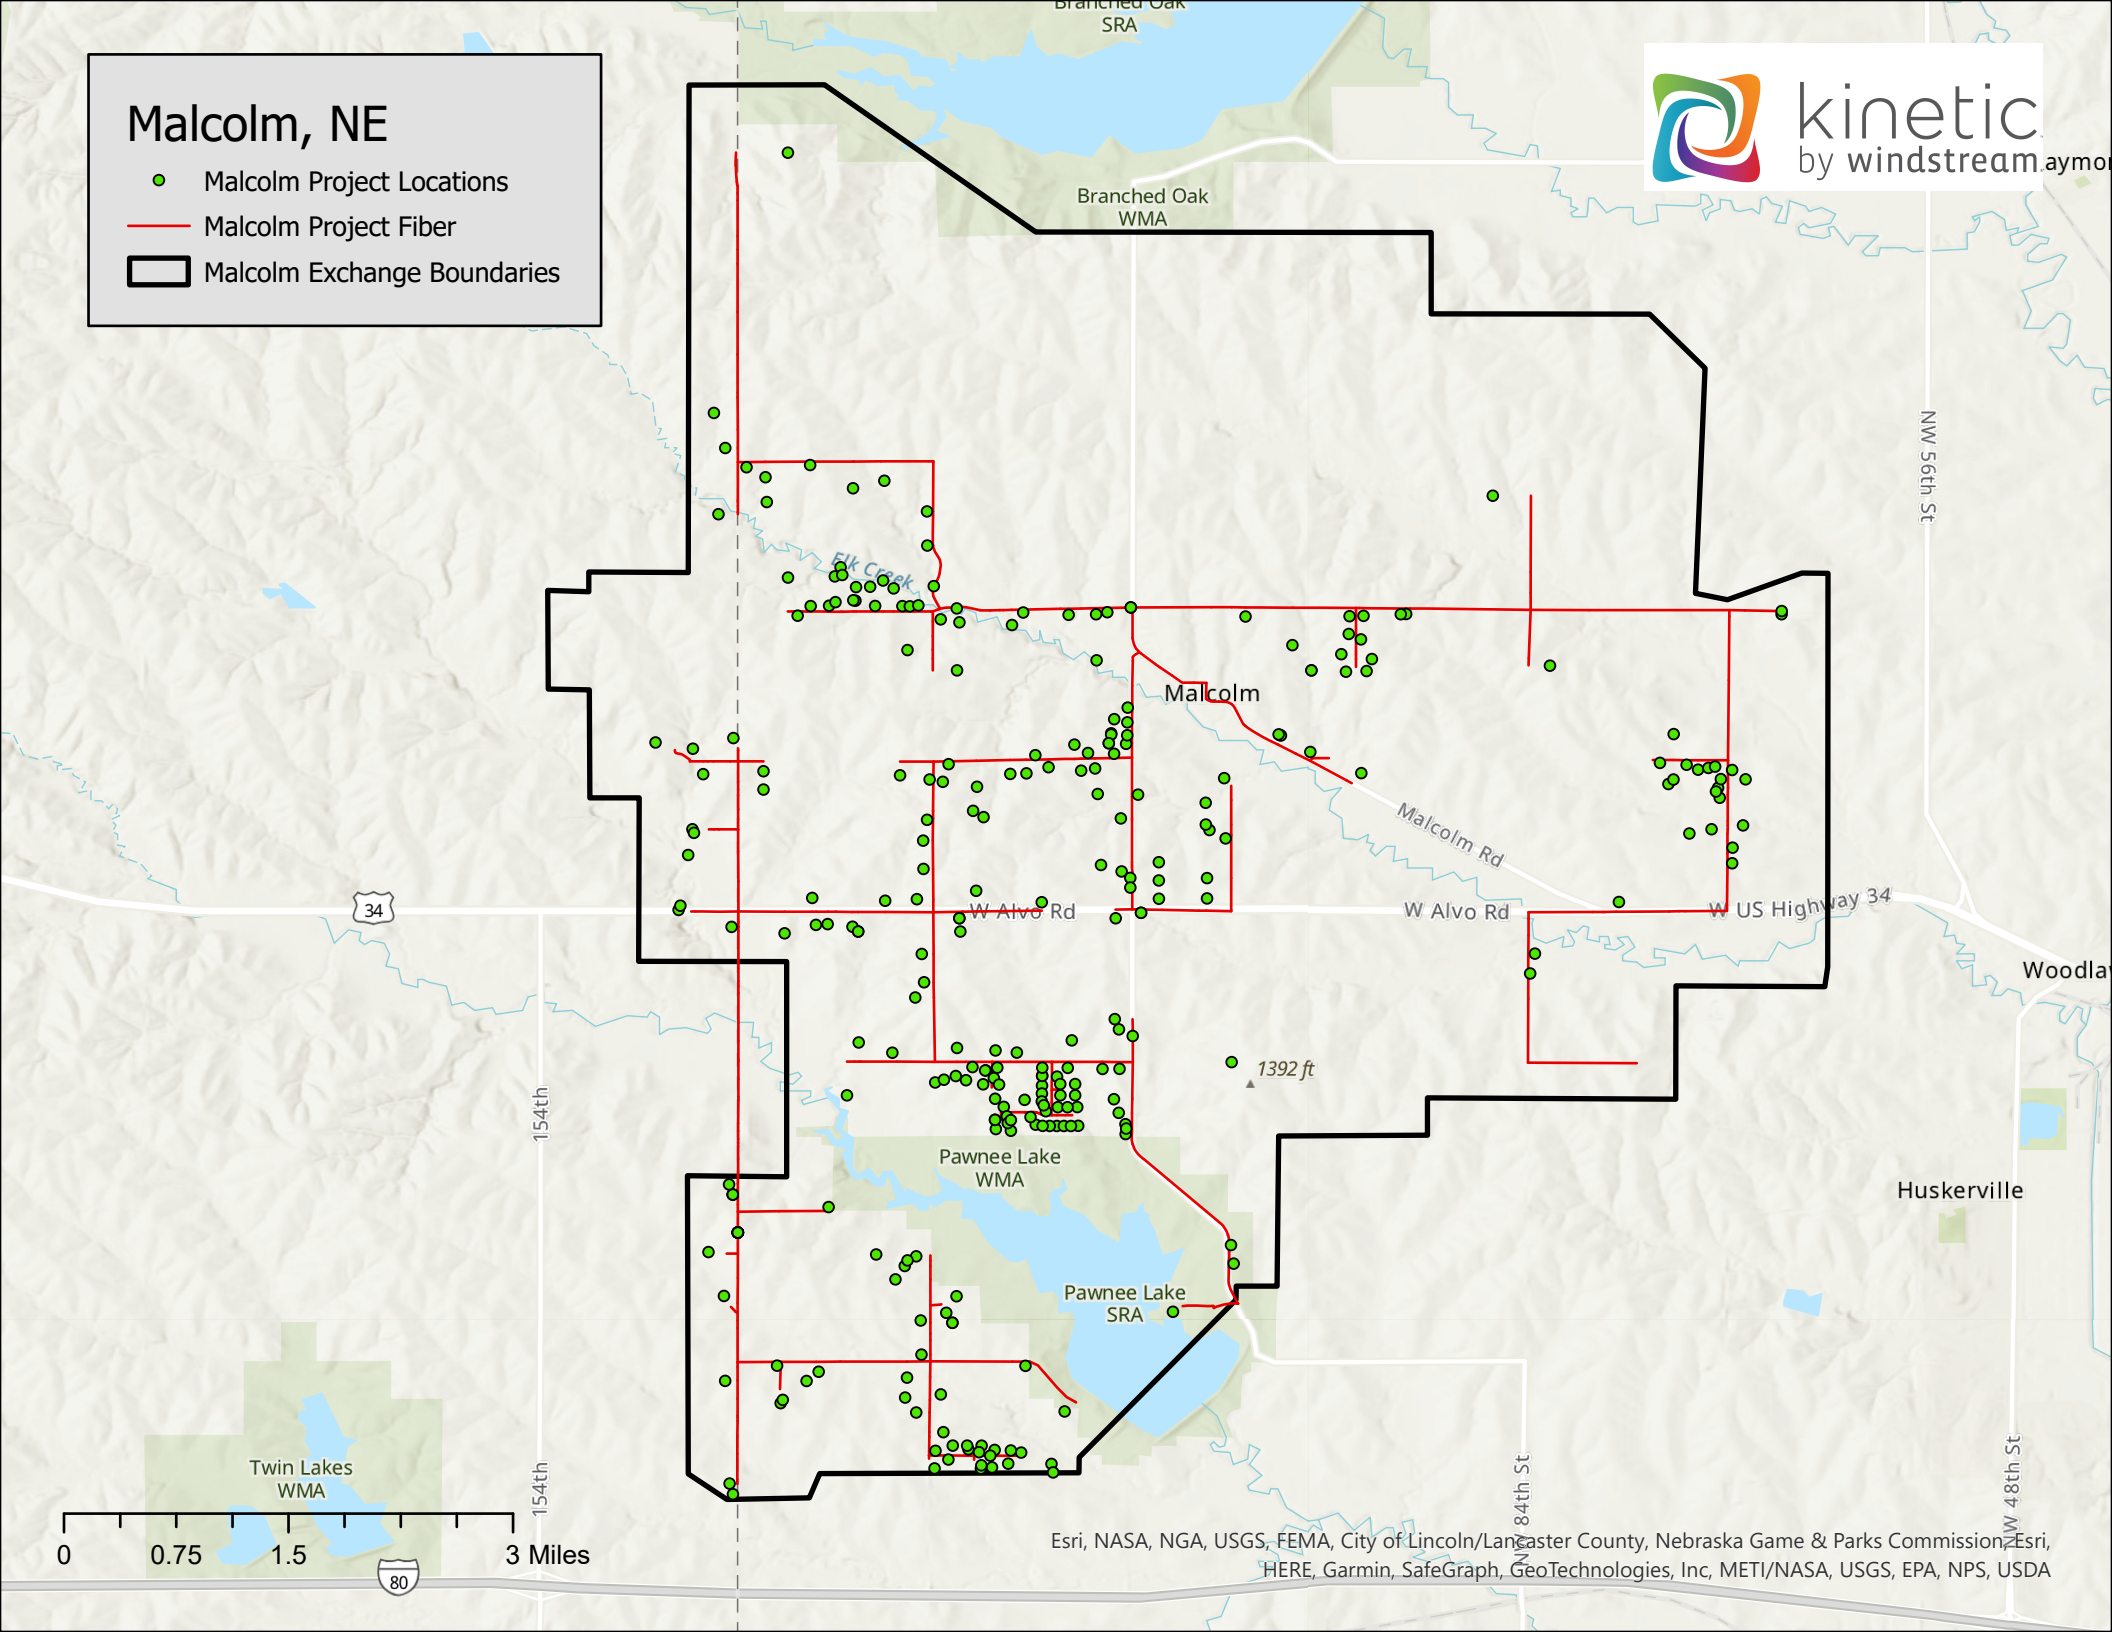 Branched Oak
SRA
Malcolm, NE
Malcolm Project Locations
Malcolm Project Fiber
Malcolm Exchange Boundaries
kinetic
by windstream.
aymor
Branched Oak
WMA
NW 56th St
Elk Creek
Malcolm
Malcolm Rd
34
W Alvo Rd
W Alvo Rd
W US Highway 34
Woodla
1392 ft
154th
Pawnee Lake
WMA
Huskerville
Pawnee Lake
SRA
Twin Lakes
WMA
154th
NW 84th St
NW 48th St
0 0.75 1.5 3 Miles
80
Esri, NASA, NGA, USGS, FEMA, City of Lincoln/Lancaster County, Nebraska Game & Parks Commission, Esri,
HERE, Garmin, SafeGraph, GeoTechnologies, Inc, METI/NASA, USGS, EPA, NPS, USDA